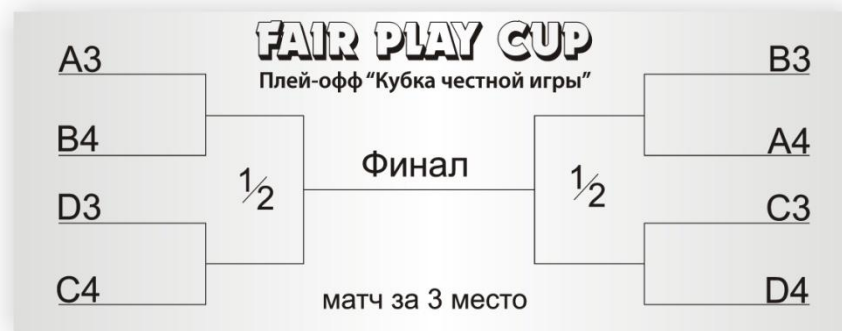 FAIR PLAY CUP
Плей-офф “Кубка честной игры”
A3
B4
D3
C4
½
Финал
½
B3
A4
C3
D4
матч за 3 место